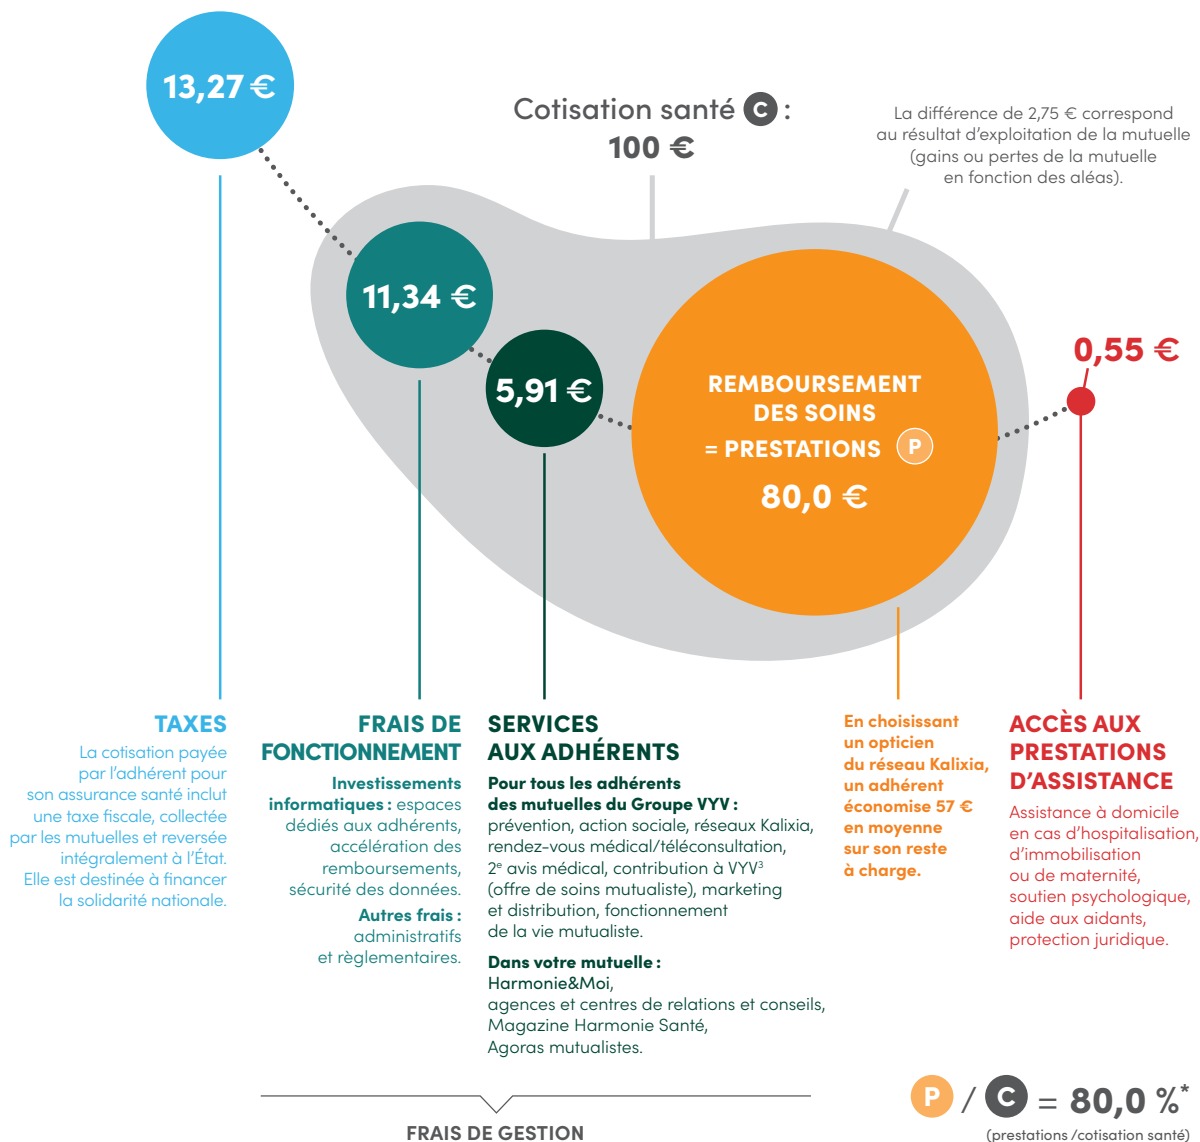 13,27 €
Cotisation santé C :
100 €
La différence de 2,75 € correspond
au résultat d'exploitation de la mutuelle
(gains ou pertes de la mutuelle
en fonction des aléas).
11,34 €
5,91 €
REMBOURSEMENT
DES SOINS
= PRESTATIONS P
80,0 €
0,55 €
TAXES
La cotisation payée
par l'adhérent pour
son assurance santé inclut
une taxe fiscale, collectée
par les mutuelles et reversée
intégralement à l'État.
Elle est destinée à financer
la solidarité nationale.
FRAIS DE
FONCTIONNEMENT
Investissements
informatiques : espaces
dédiés aux adhérents,
accélération des
remboursements,
sécurité des données.
Autres frais :
administratifs
et règlementaires.
SERVICES
AUX ADHÉRENTS
Pour tous les adhérents
des mutuelles du Groupe VYV :
prévention, action sociale, réseaux Kalixia,
rendez-vous médical/téléconsultation,
2e avis médical, contribution à VYV³
(offre de soins mutualiste), marketing
et distribution, fonctionnement
de la vie mutualiste.
Dans votre mutuelle :
Harmonie&Moi,
agences et centres de relations et conseils,
Magazine Harmonie Santé,
Agoras mutualistes.
En choisissant
un opticien
du réseau Kalixia,
un adhérent
économise 57 €
en moyenne
sur son reste
à charge.
ACCÈS AUX
PRESTATIONS
D'ASSISTANCE
Assistance à domicile
en cas d'hospitalisation,
d'immobilisation
ou de maternité,
soutien psychologique,
aide aux aidants,
protection juridique.
FRAIS DE GESTION
P / C = 80,0 %*
(prestations/cotisation santé)